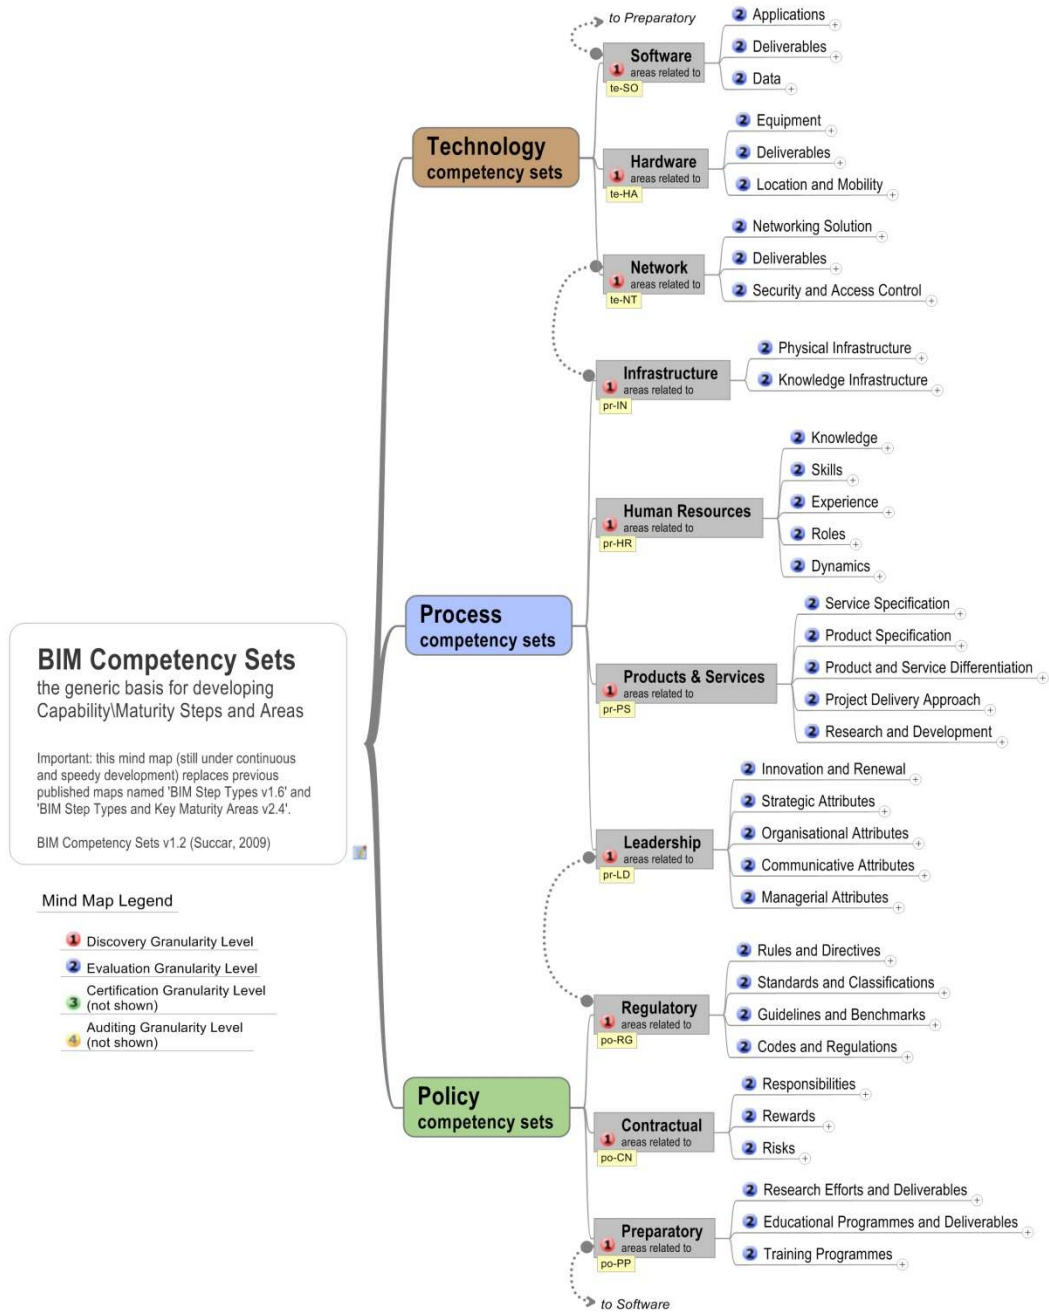 to Preparatory
Technology
competency sets
1
Software
areas related to
te-SO
2 Applications
2 Deliverables
2 Data
1
Hardware
areas related to
te-HA
2 Equipment
2 Deliverables
2 Location and Mobility
1
Network
areas related to
te-NT
2 Networking Solution
2 Deliverables
2 Security and Access Control
Process
competency sets
1
Infrastructure
areas related to
pr-IN
2 Physical Infrastructure
2 Knowledge Infrastructure
1
Human Resources
areas related to
pr-HR
2 Knowledge
2 Skills
2 Experience
2 Roles
2 Dynamics
1
Products & Services
areas related to
pr-PS
2 Service Specification
2 Product Specification
2 Product and Service Differentiation
2 Project Delivery Approach
2 Research and Development
1
Leadership
areas related to
pr-LD
2 Innovation and Renewal
2 Strategic Attributes
2 Organisational Attributes
2 Communicative Attributes
2 Managerial Attributes
BIM Competency Sets
the generic basis for developing
Capability\Maturity Steps and Areas
Important: this mind map (still under continuous
and speedy development) replaces previous
published maps named 'BIM Step Types v1.6' and
'BIM Step Types and Key Maturity Areas v2.4'.
BIM Competency Sets v1.2 (Succar, 2009)
Mind Map Legend
1 Discovery Granularity Level
2 Evaluation Granularity Level
3 Certification Granularity Level
(not shown)
4 Auditing Granularity Level
(not shown)
Policy
competency sets
1
Regulatory
areas related to
po-RG
2 Rules and Directives
2 Standards and Classifications
2 Guidelines and Benchmarks
2 Codes and Regulations
1
Contractual
areas related to
po-CN
2 Responsibilities
2 Rewards
2 Risks
1
Preparatory
areas related to
po-PP
2 Research Efforts and Deliverables
2 Educational Programmes and Deliverables
2 Training Programmes
to Software